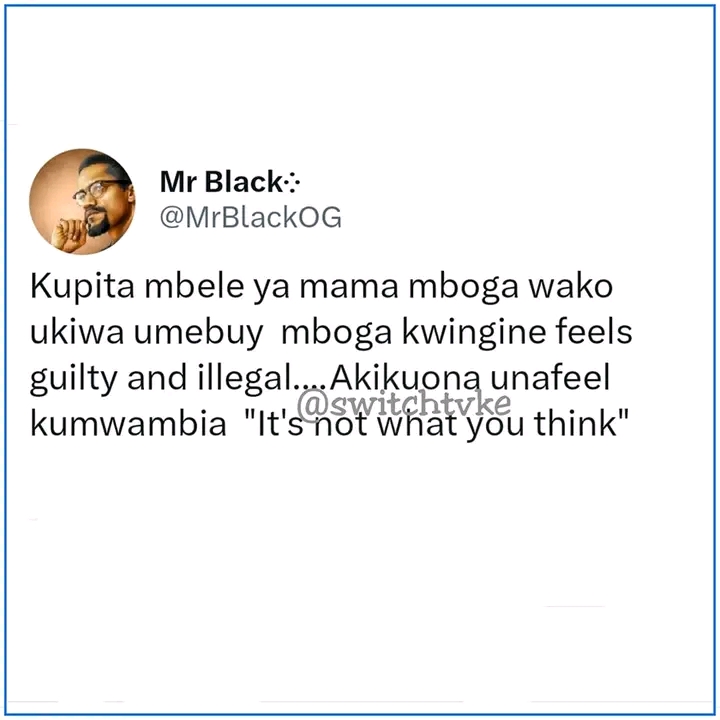 Mr Black
@MrBlackOG
Kupita mbele ya mama mboga wako
ukiwa umebuy mboga kwingine feels
guilty and illegal....Akikuona unafeel
@switchtvke
kumwambia "It's not what you think"